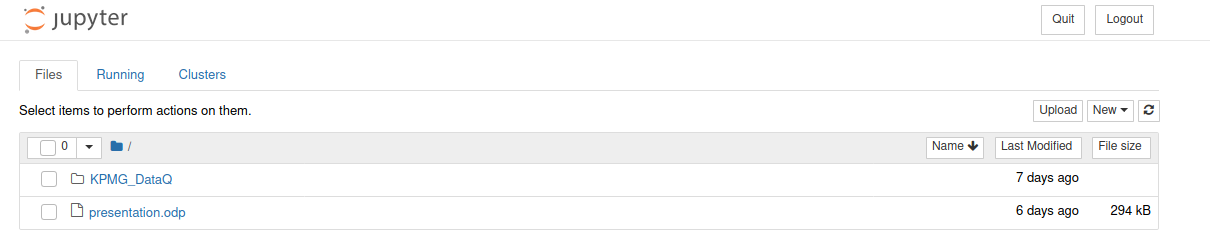 jupyter Quit Logout
Files Running Clusters
Select items to perform actions on them. Upload New
0 / Name Last Modified File size
KPMG_DataQ 7 days ago
presentation.odp 6 days ago 294 kB